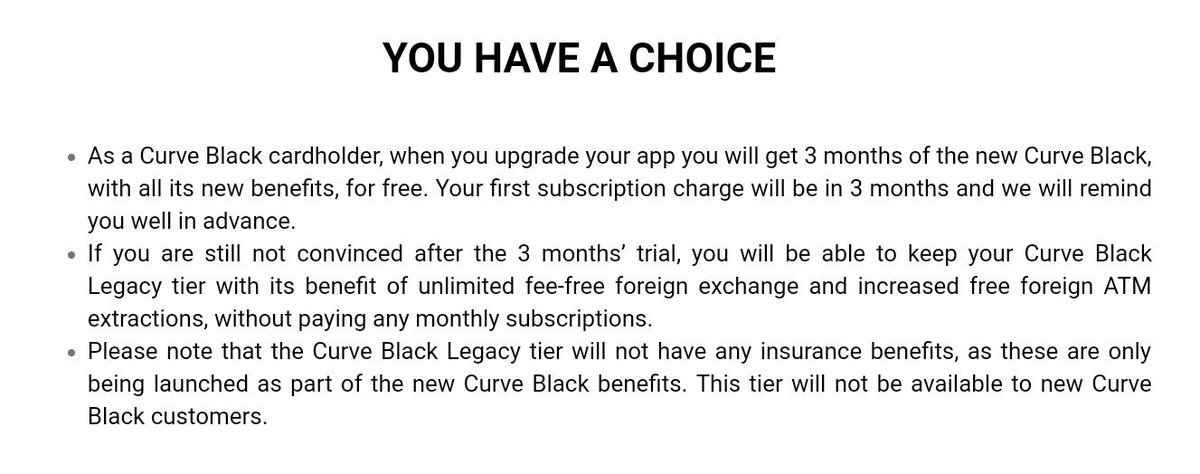 YOU HAVE A CHOICE
• As a Curve Black cardholder, when you upgrade your app you will get 3 months of the new Curve Black,
with all its new benefits, for free. Your first subscription charge will be in 3 months and we will remind
you well in advance.
• If you are still not convinced after the 3 months’ trial, you will be able to keep your Curve Black
Legacy tier with its benefit of unlimited fee-free foreign exchange and increased free foreign ATM
extractions, without paying any monthly subscriptions.
• Please note that the Curve Black Legacy tier will not have any insurance benefits, as these are only
being launched as part of the new Curve Black benefits. This tier will not be available to new Curve
Black customers.